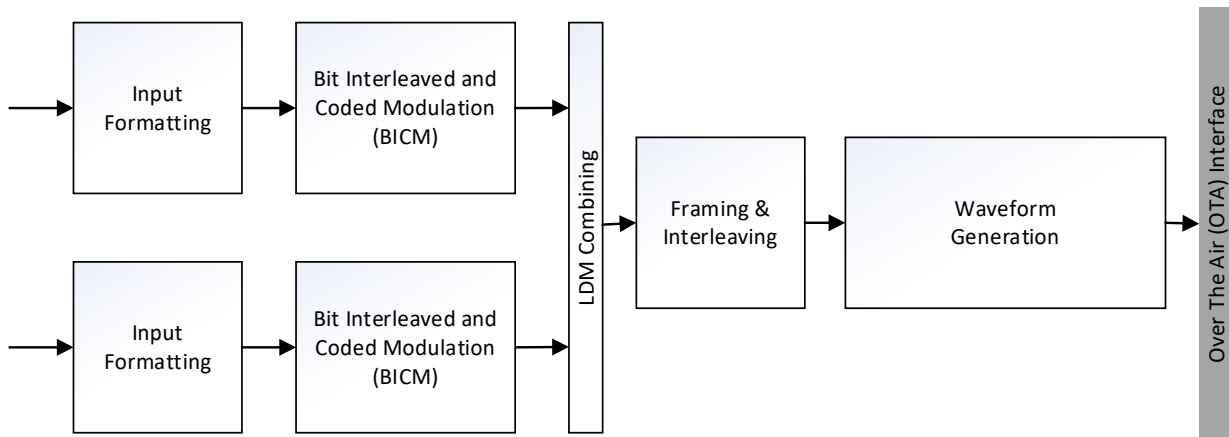 Input
Formatting
Bit Interleaved and
Coded Modulation
(BICM)
Input
Formatting
Bit Interleaved and
Coded Modulation
(BICM)
LDM Combining
Framing &
Interleaving
Waveform
Generation
Over The Air (OTA) Interface